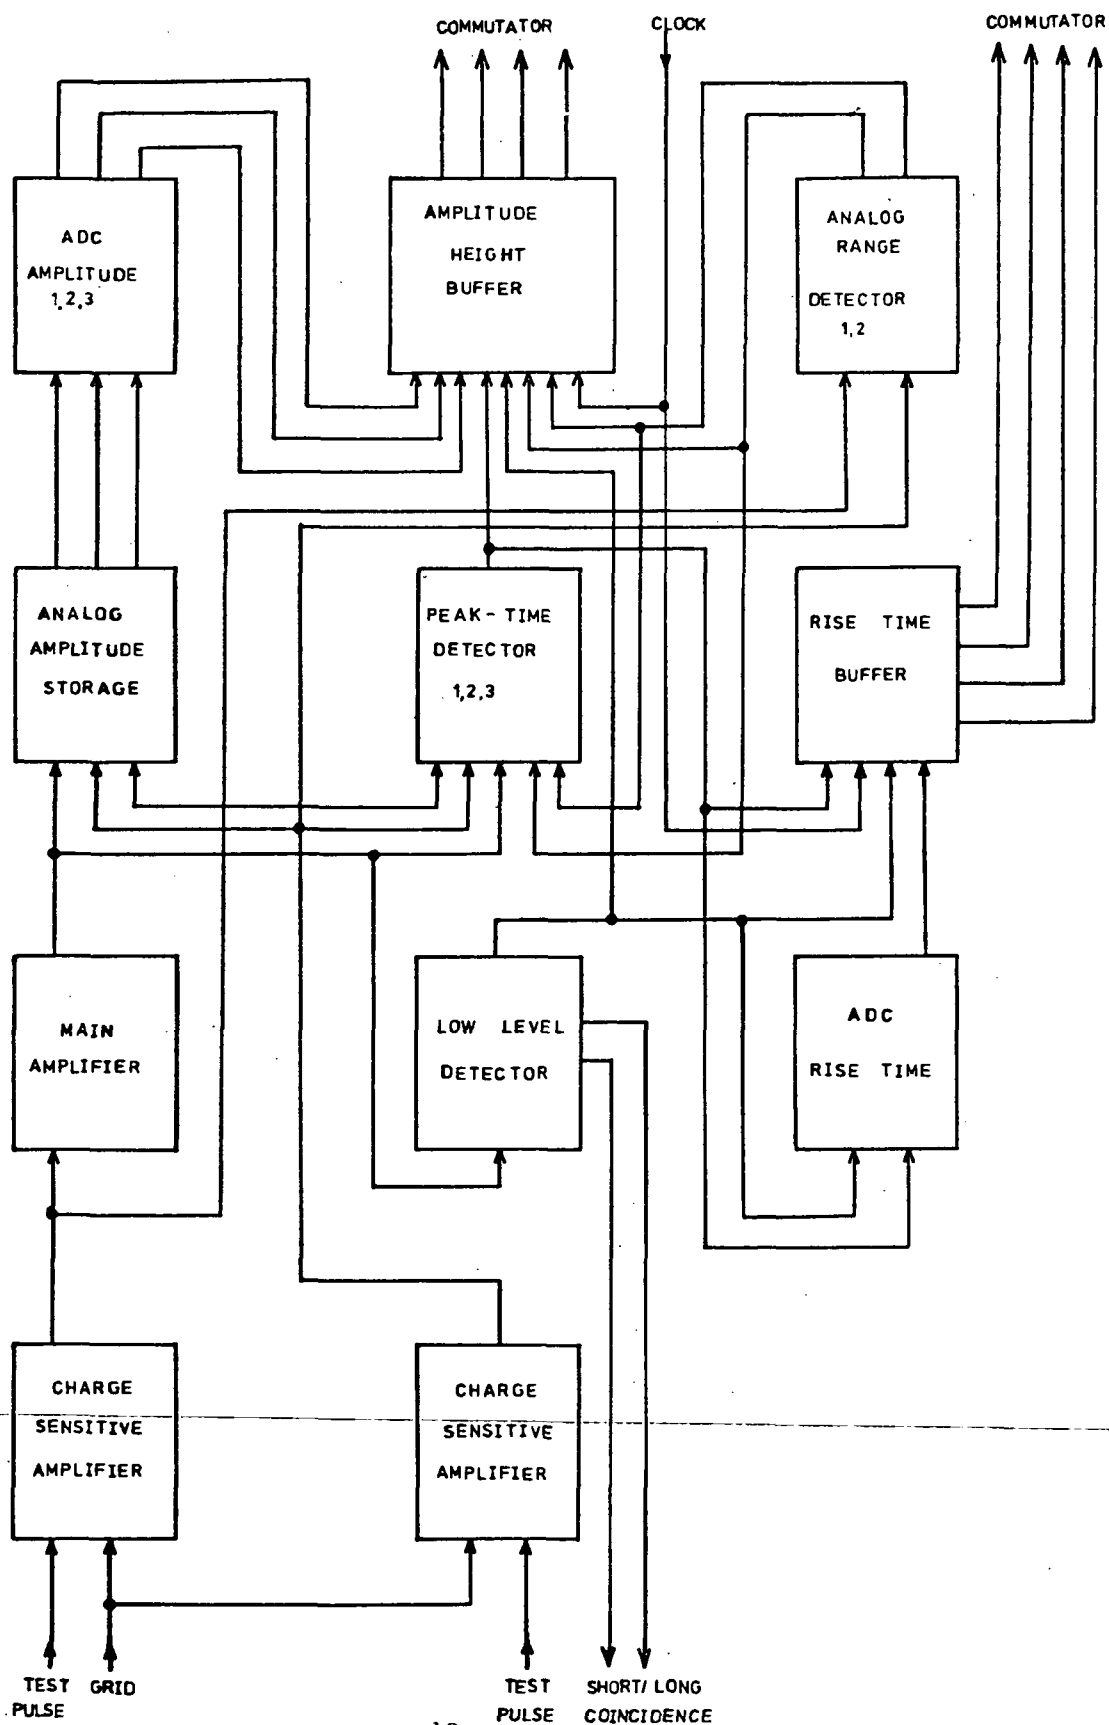 COMMUTATOR
CLOCK
COMMUTATOR
ADC
AMPLITUDE
1,2,3
AMPLITUDE
HEIGHT
BUFFER
ANALOG
RANGE
DETECTOR
1,2
ANALOG
AMPLITUDE
STORAGE
PEAK-TIME
DETECTOR
1,2,3
RISE TIME
BUFFER
MAIN
AMPLIFIER
LOW LEVEL
DETECTOR
ADC
RISE TIME
CHARGE
SENSITIVE
AMPLIFIER
CHARGE
SENSITIVE
AMPLIFIER
TEST
PULSE
GRID
TEST
PULSE
SHORT/LONG
COINCIDENCE